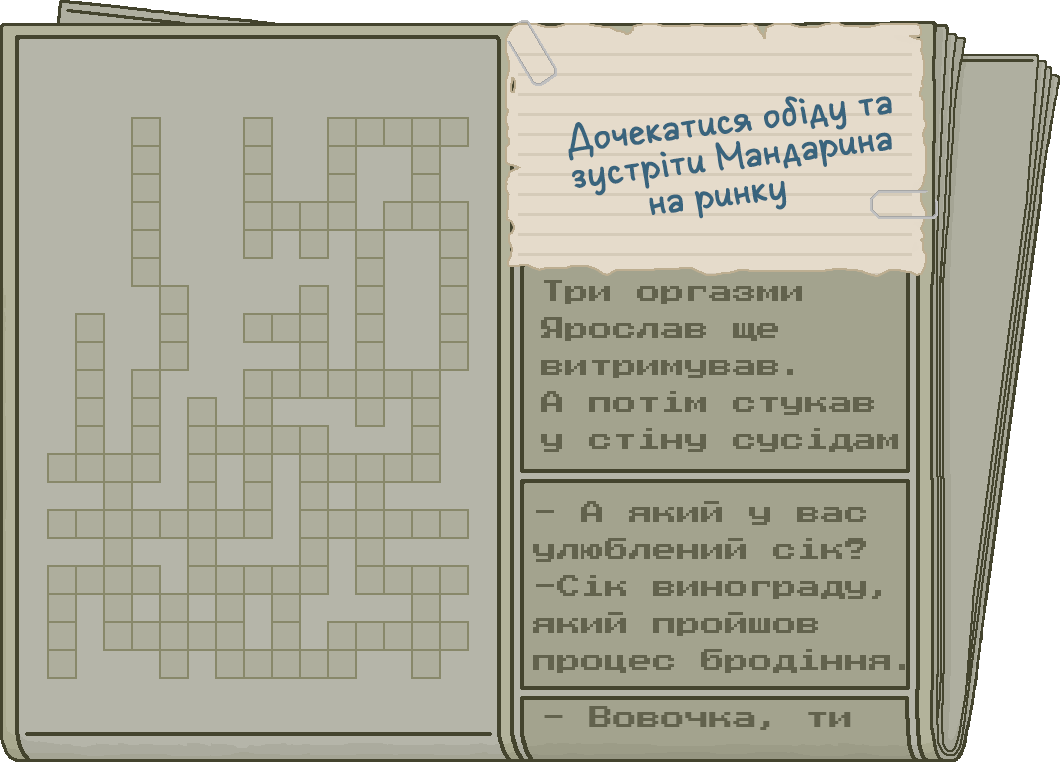 Дочекатися обіду та
зустріти Мандарина
на ринку
Три оргазми
Ярослав ще
витримував.
А потім стукав
у стіну сусідам
- А який у вас
улюблений сік?
-Сік винограду,
який пройшов
процес бродіння.
- Вовочка, ти